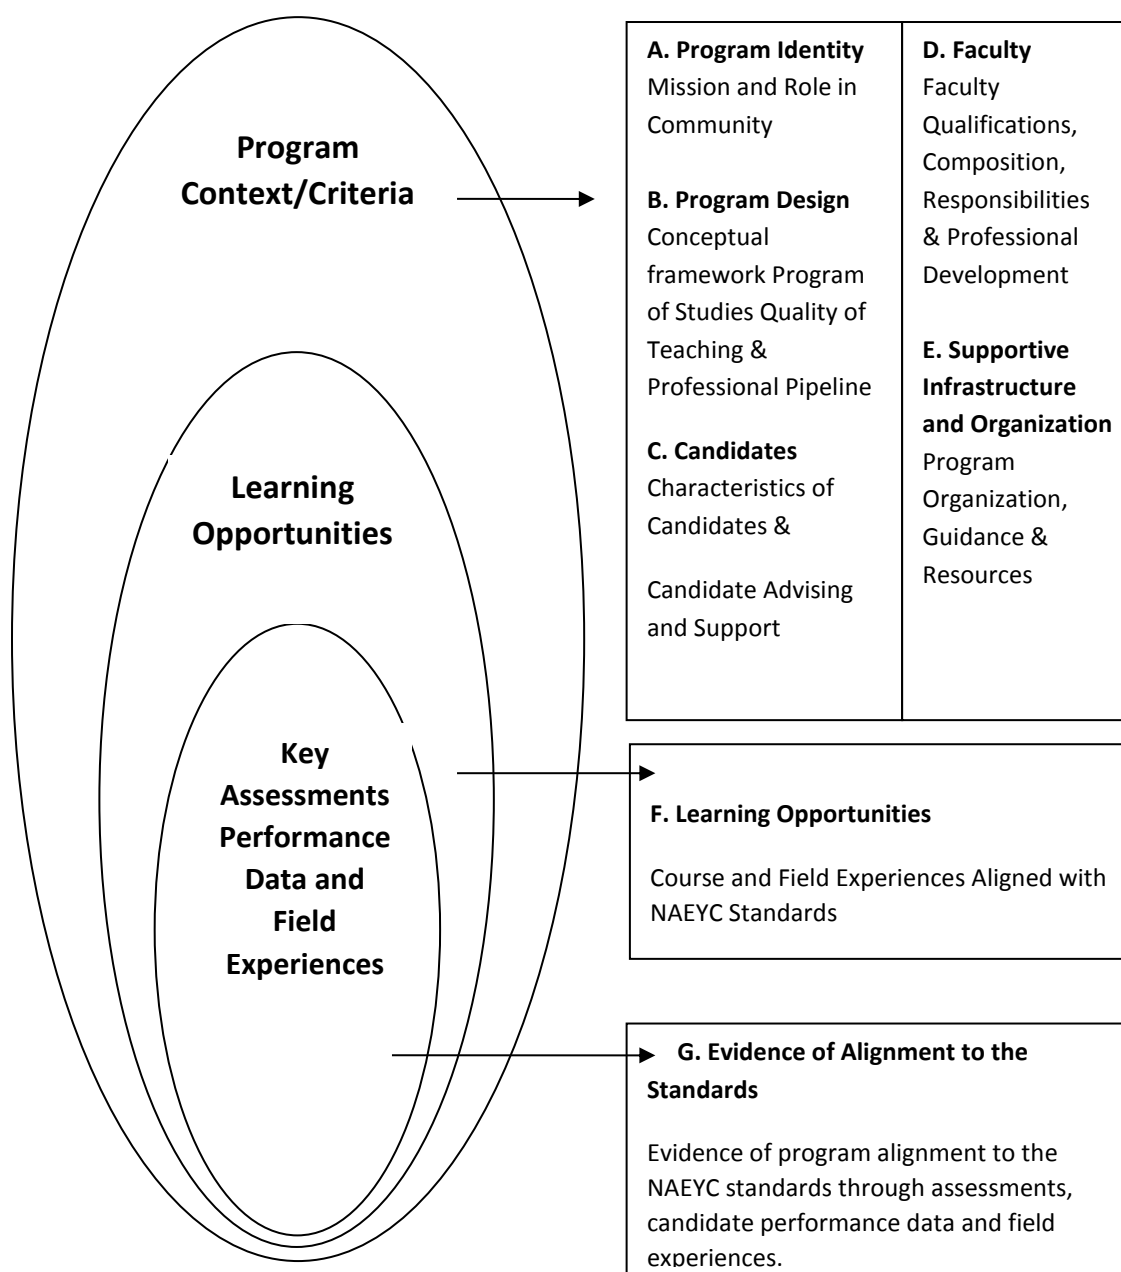 Program
Context/Criteria
Learning
Opportunities
Key
Assessments
Performance
Data and
Field
Experiences
A. Program Identity
Mission and Role in
Community
B. Program Design
Conceptual
framework Program
of Studies Quality of
Teaching &
Professional Pipeline
C. Candidates
Characteristics of
Candidates &
Candidate Advising
and Support
D. Faculty
Faculty
Qualifications,
Composition,
Responsibilities
& Professional
Development
E. Supportive
Infrastructure
and Organization
Program
Organization,
Guidance &
Resources
F. Learning Opportunities
Course and Field Experiences Aligned with
NAEYC Standards
G. Evidence of Alignment to the
Standards
Evidence of program alignment to the
NAEYC standards through assessments,
candidate performance data and field
experiences.